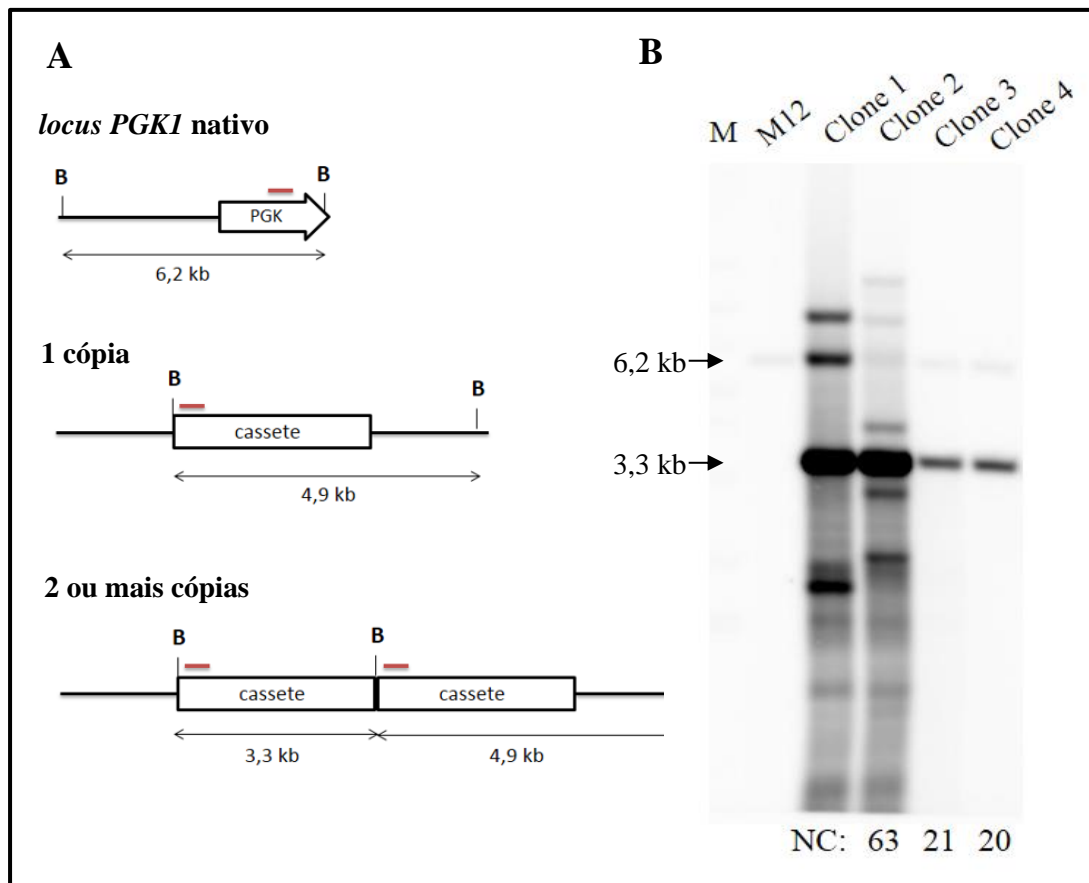 A
locus PGK1 nativo
B
B
PGK
6,2 kb
1 cópia
B
B
cassete
4,9 kb
2 ou mais cópias
B
B
cassete
cassete
3,3 kb
4,9 kb
B
M
M12
Clone 1
Clone 2
Clone 3
Clone 4
6,2 kb
3,3 kb
NC: 63 21 20